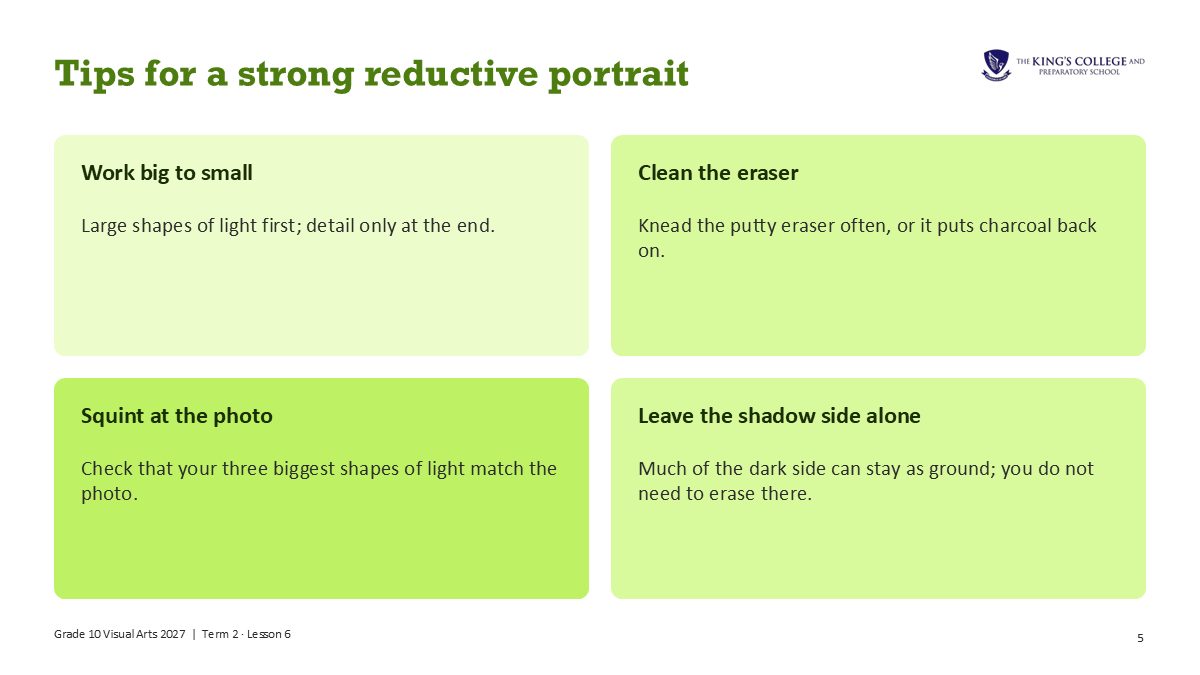 Tips for a strong reductive portrait
THE KING'S COLLEGE AND
PREPARATORY SCHOOL
Work big to small
Large shapes of light first; detail only at the end.
Clean the eraser
Knead the putty eraser often, or it puts charcoal back
on.
Squint at the photo
Check that your three biggest shapes of light match the
photo.
Leave the shadow side alone
Much of the dark side can stay as ground; you do not
need to erase there.
Grade 10 Visual Arts 2027 | Term 2 · Lesson 6
5